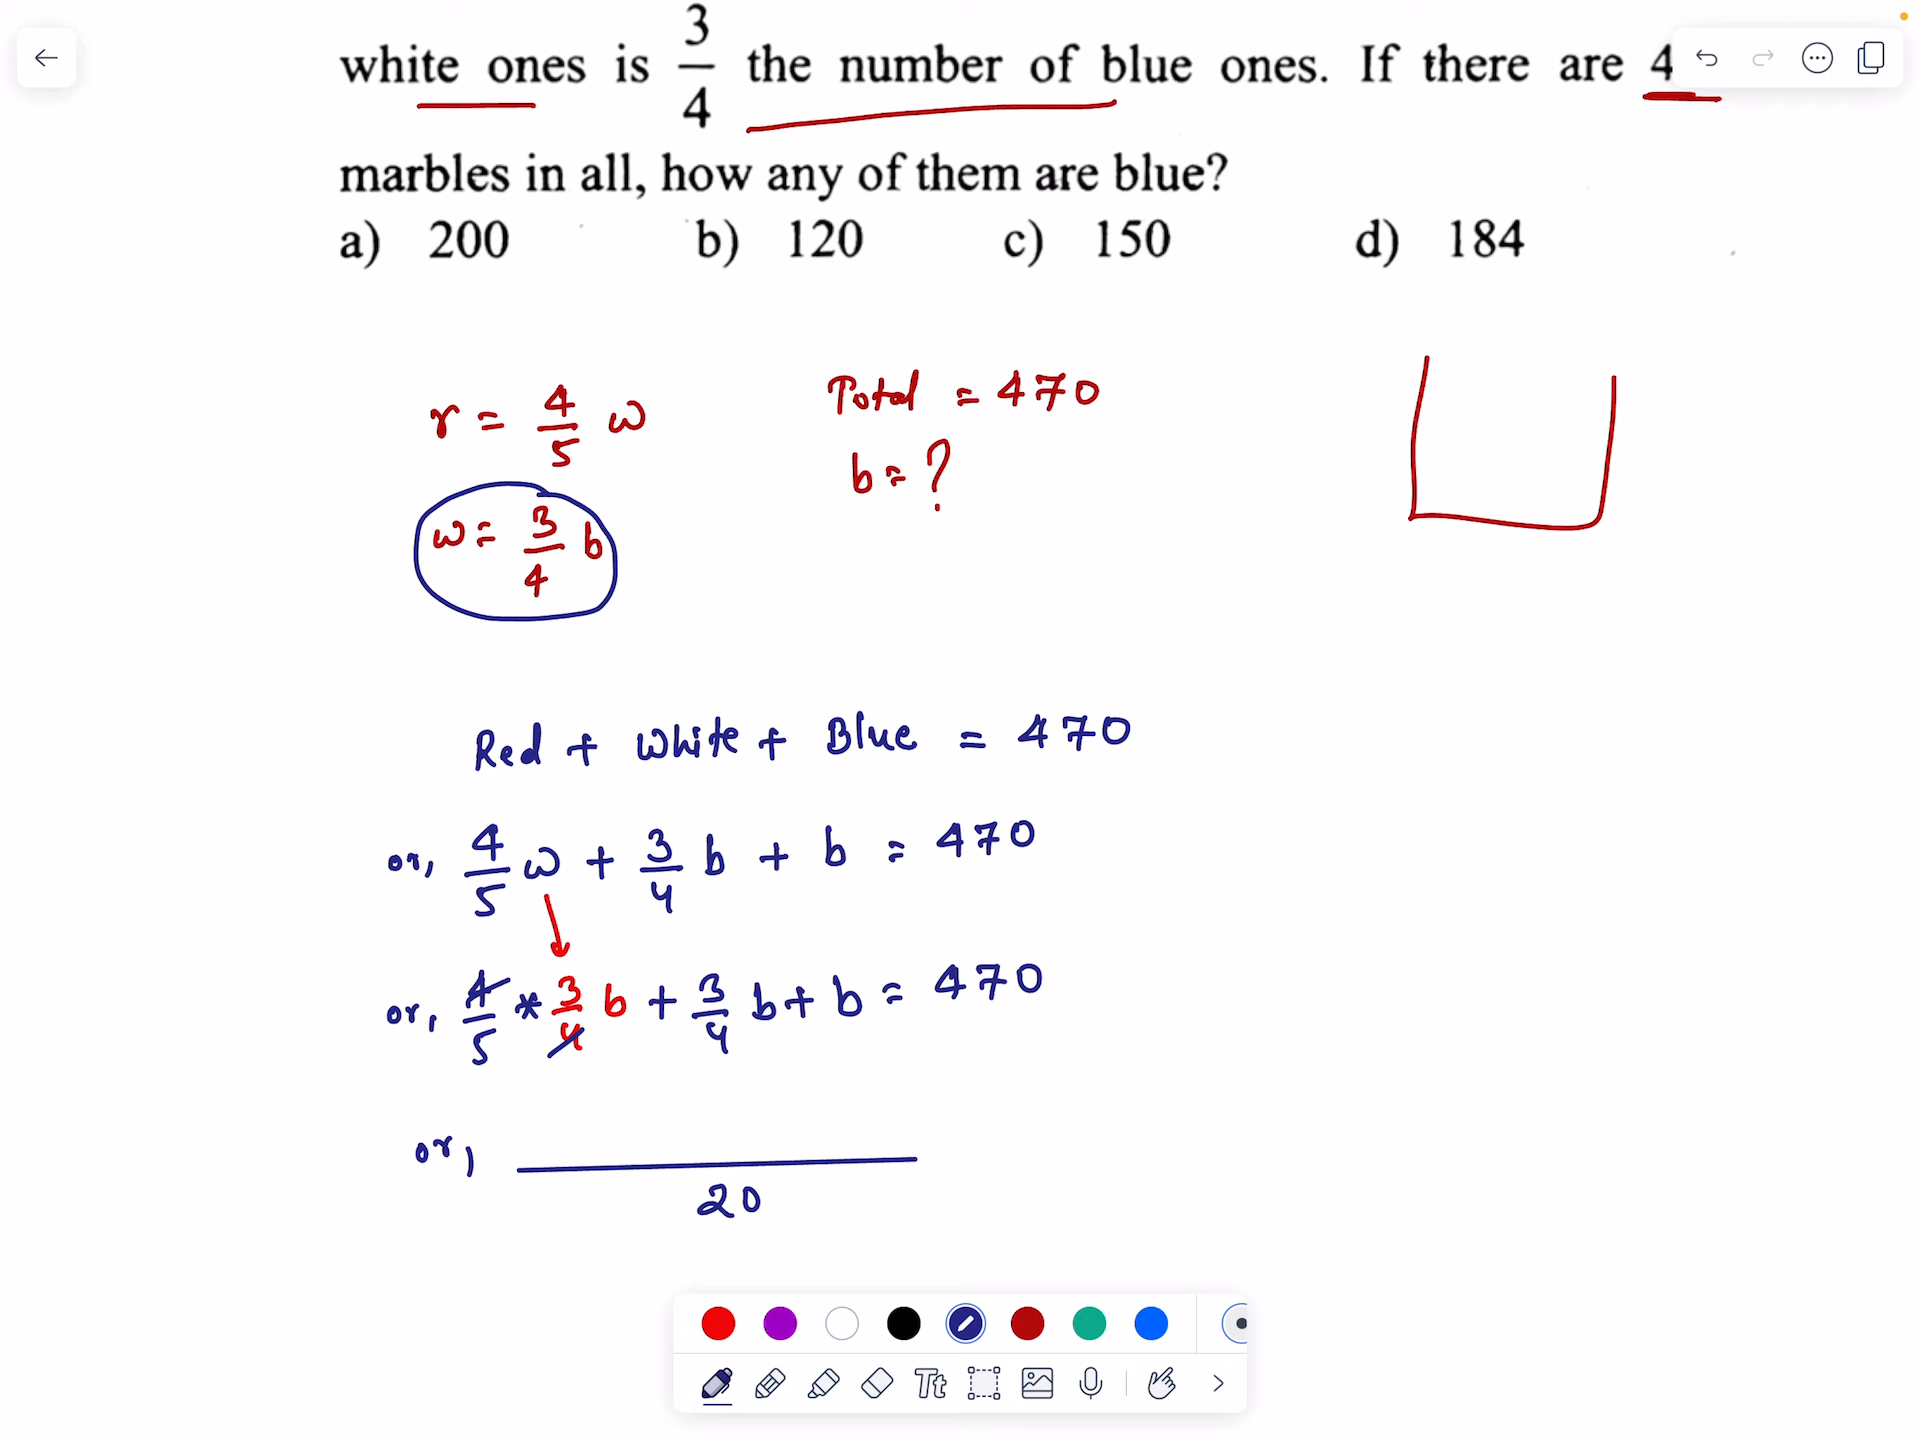 white ones is 3/4 the number of blue ones. If there are 4
marbles in all, how any of them are blue?
a) 200 b) 120 c) 150 d) 184
r = 4/5 w Total = 470
w = 3/4 b b = ?
Red + White + Blue = 470
or, 4/5 w + 3/4 b + b = 470
or, 4/5 * 3/4 b + 3/4 b + b = 470
or, /20
Tt